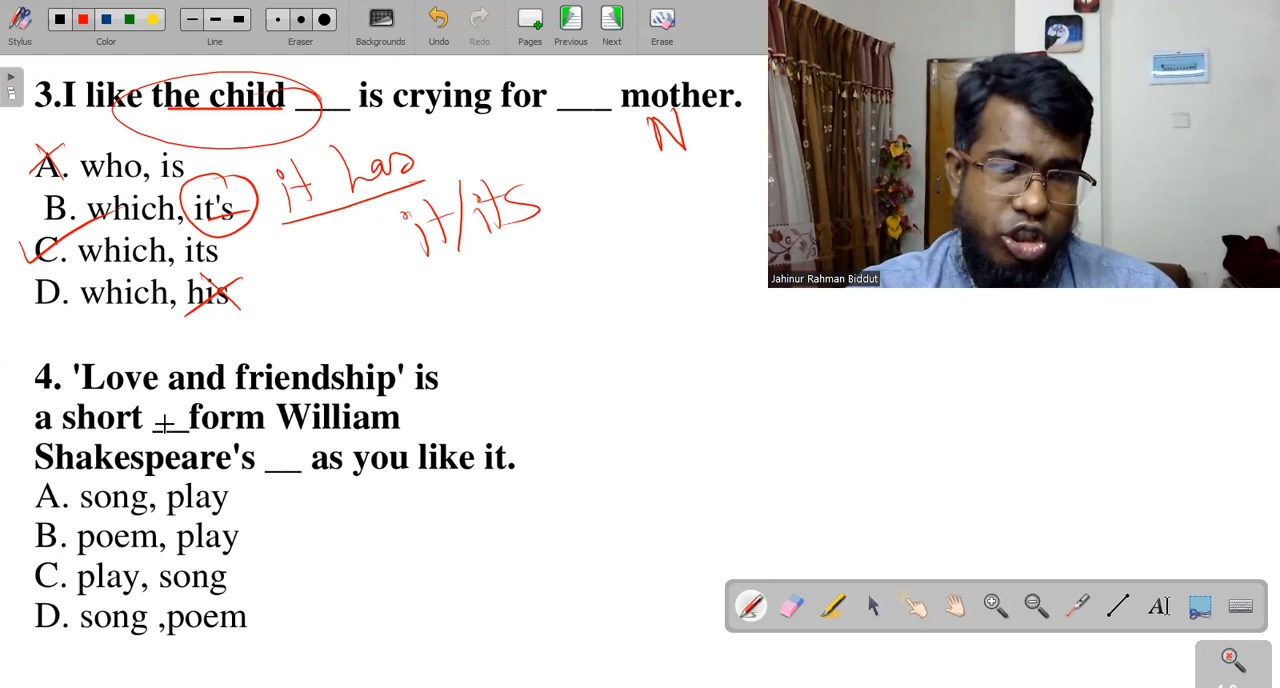 Stylus
Color
Line
Eraser
Backgrounds
Undo
Redo
Pages
Previous
Next
Erase
3.I like the child ___ is crying for ___ mother.
N
A. who, is
B. which, it's
it has
it/its
C. which, its
D. which, his
4. 'Love and friendship' is
a short __form William
Shakespeare's __ as you like it.
A. song, play
B. poem, play
C. play, song
D. song ,poem
Jahinur Rahman Biddut